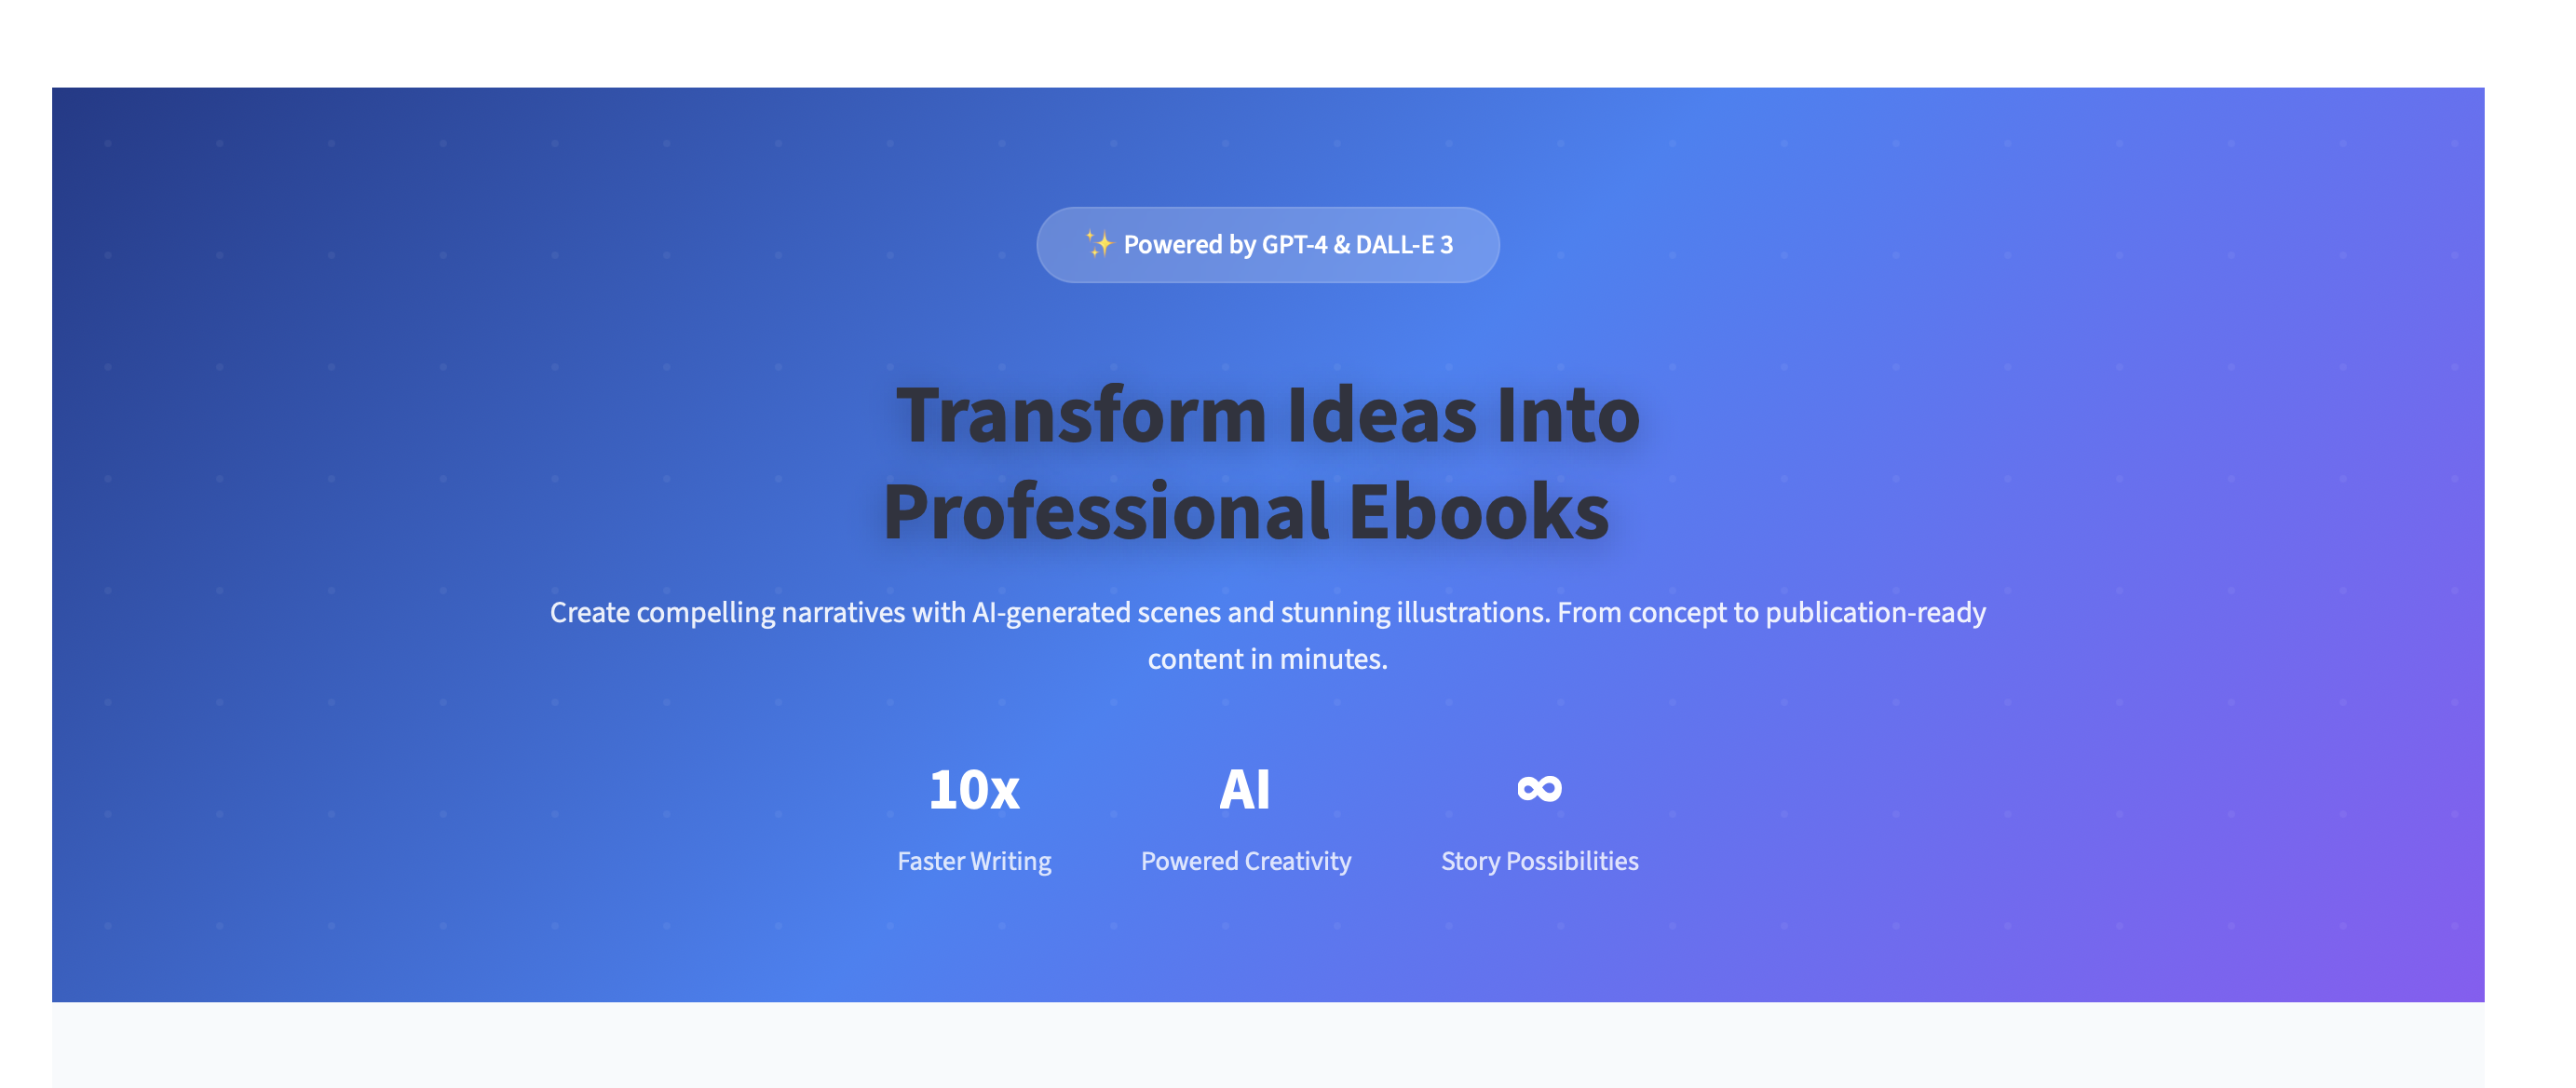 ✨ Powered by GPT-4 & DALL-E 3
Transform Ideas Into
Professional Ebooks
Create compelling narratives with AI-generated scenes and stunning illustrations. From concept to publication-ready
content in minutes.
10x
AI
∞
Faster Writing
Powered Creativity
Story Possibilities